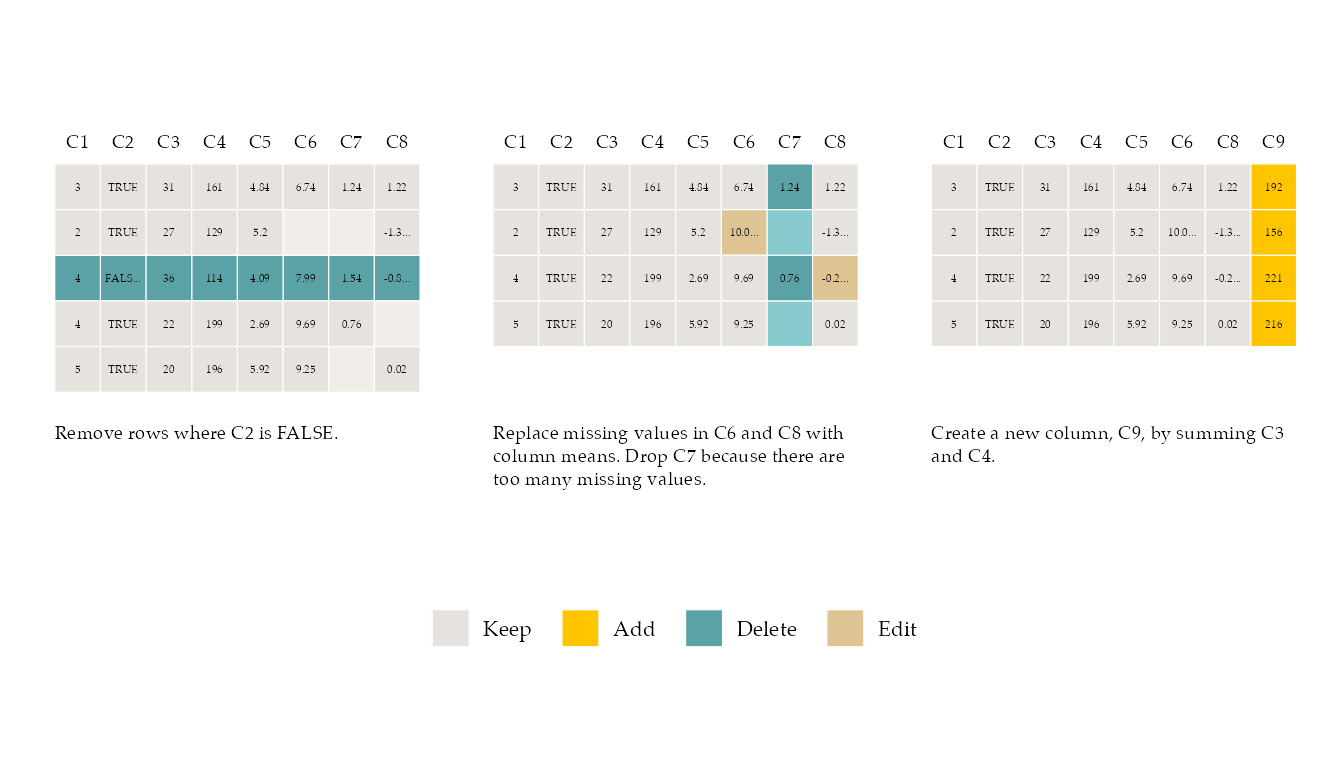 C1 C2 C3 C4 C5 C6 C7 C8
3 TRUE 31 161 4.84 6.74 1.24 1.22
2 TRUE 27 129 5.2 -1.3...
4 FALS... 36 114 4.09 7.99 1.54 -0.8...
4 TRUE 22 199 2.69 9.69 0.76
5 TRUE 20 196 5.92 9.25 0.02
Remove rows where C2 is FALSE.
C1 C2 C3 C4 C5 C6 C7 C8
3 TRUE 31 161 4.84 6.74 1.24 1.22
2 TRUE 27 129 5.2 10.0... -1.3...
4 TRUE 22 199 2.69 9.69 0.76 -0.2...
5 TRUE 20 196 5.92 9.25 0.02
Replace missing values in C6 and C8 with
column means. Drop C7 because there are
too many missing values.
C1 C2 C3 C4 C5 C6 C8 C9
3 TRUE 31 161 4.84 6.74 1.22 192
2 TRUE 27 129 5.2 10.0... -1.3... 156
4 TRUE 22 199 2.69 9.69 -0.2... 221
5 TRUE 20 196 5.92 9.25 0.02 216
Create a new column, C9, by summing C3
and C4.
Keep Add Delete Edit